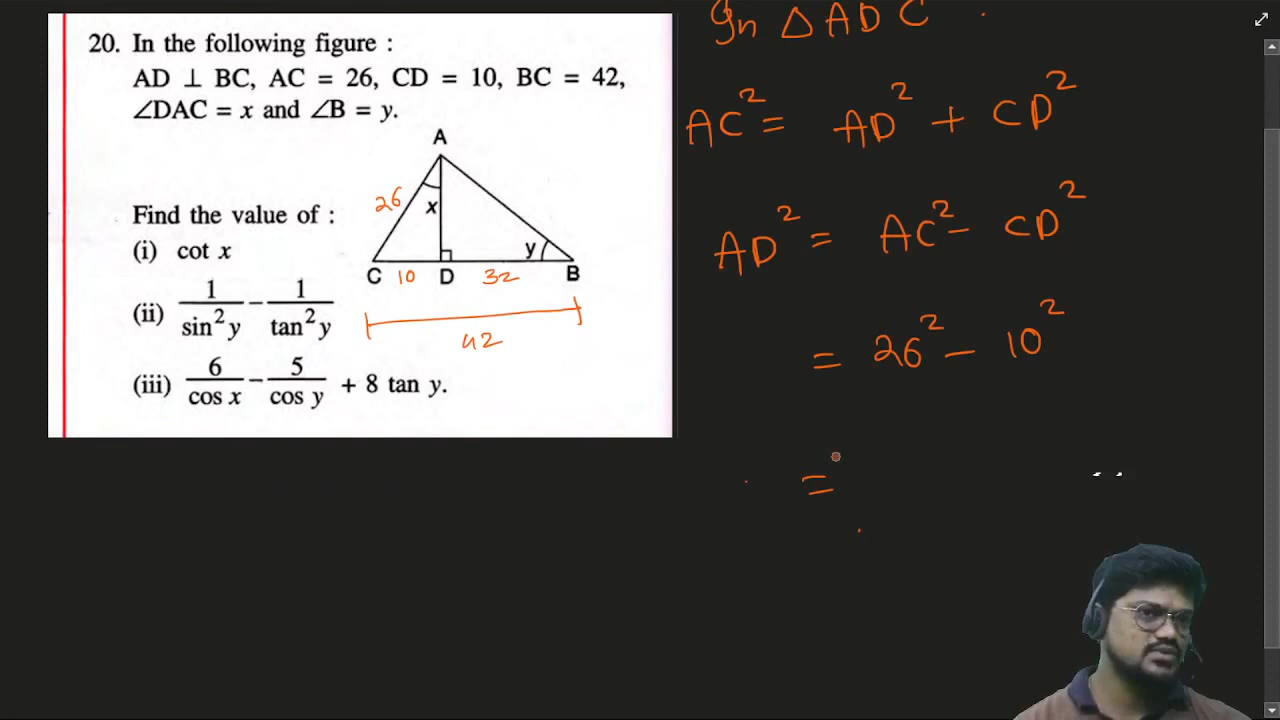 20. In the following figure :
AD ⊥ BC, AC = 26, CD = 10, BC = 42,
∠DAC = x and ∠B = y.
A
26
x
y
C 10 D 32 B
42
Find the value of :
(i) cot x
(ii) 1/sin²y − 1/tan²y
(iii) 6/cos x − 5/cos y + 8 tan y.
In △ ADC
AC² = AD² + CD²
AD² = AC² − CD²
= 26² − 10²
=